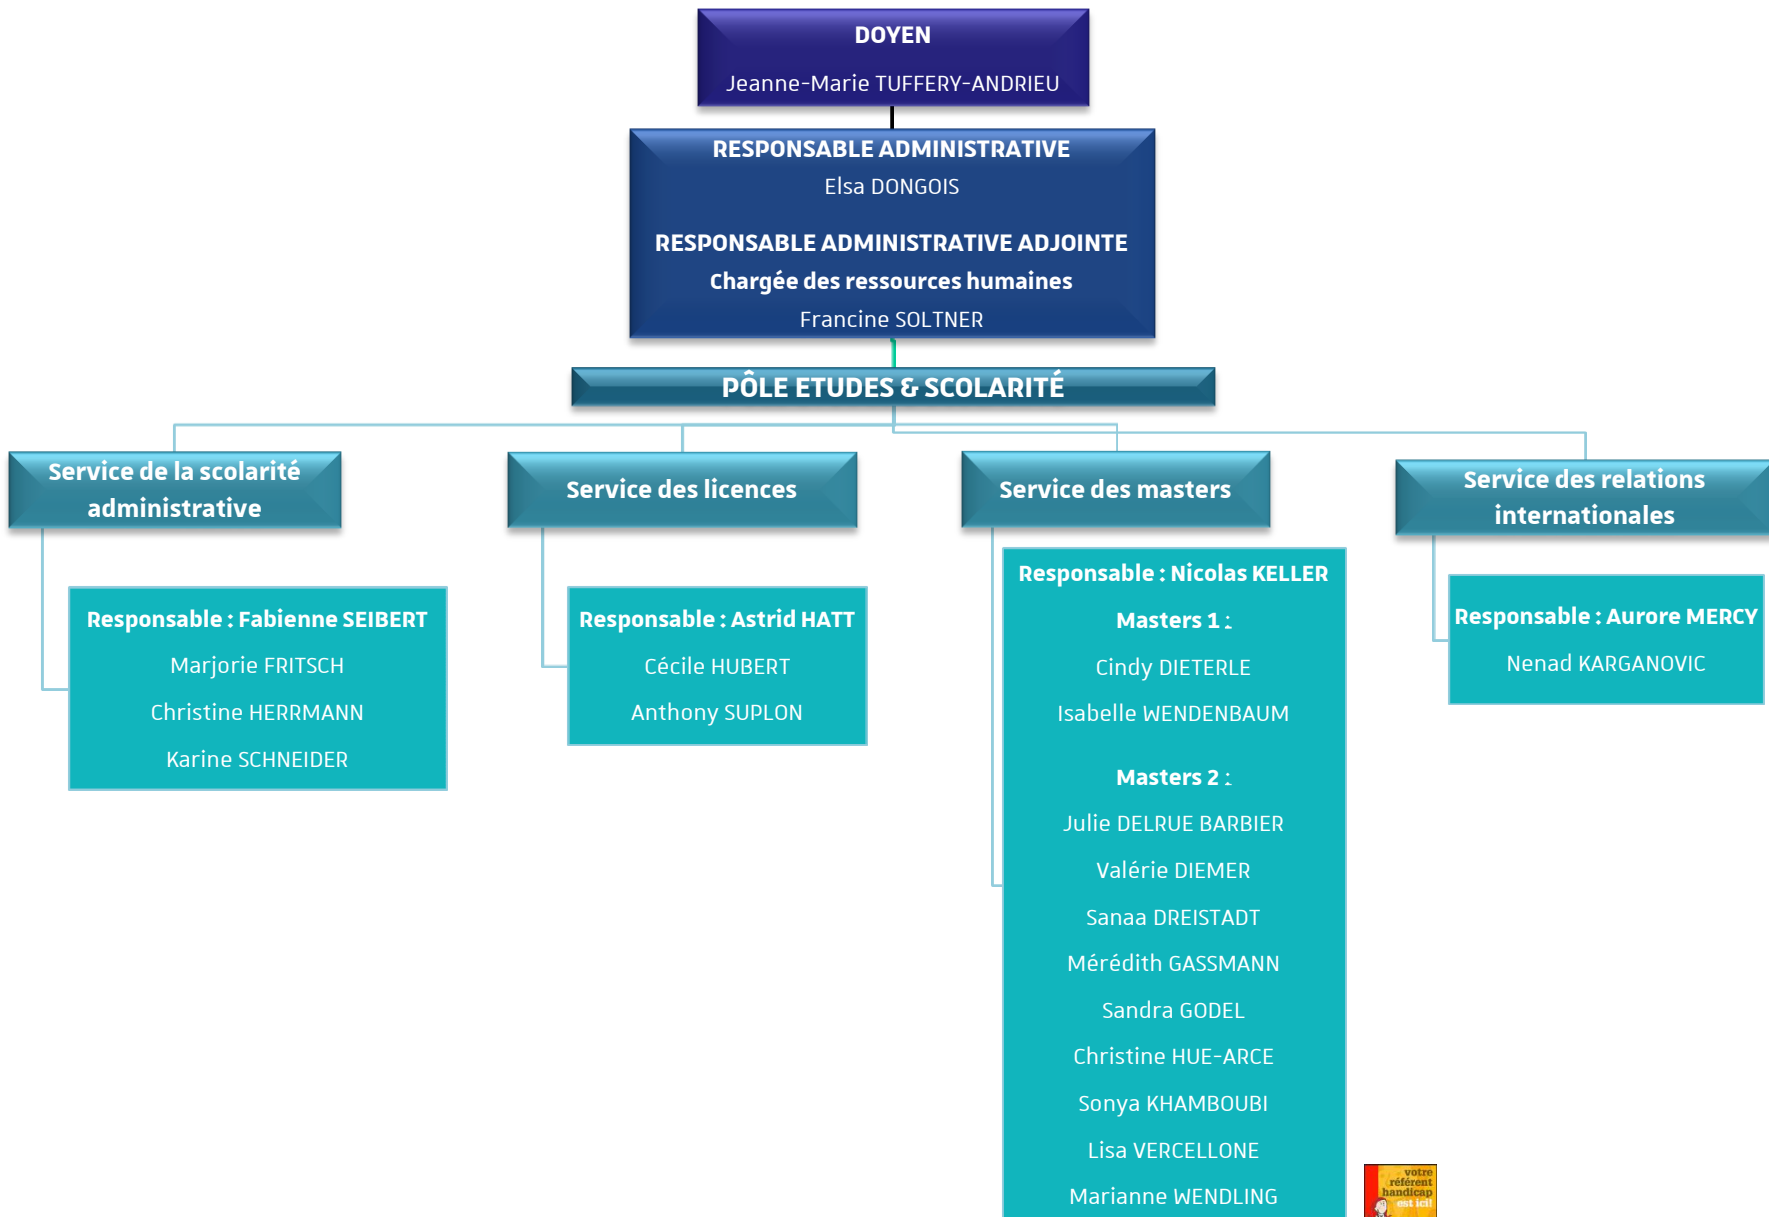 DOYEN
Jeanne-Marie TUFFERY-ANDRIEU
RESPONSABLE ADMINISTRATIVE
Elsa DONGOIS
RESPONSABLE ADMINISTRATIVE ADJOINTE
Chargée des ressources humaines
Francine SOLTNER
PÔLE ETUDES & SCOLARITÉ
Service de la scolarité
administrative
Responsable : Fabienne SEIBERT
Marjorie FRITSCH
Christine HERRMANN
Karine SCHNEIDER
Service des licences
Responsable : Astrid HATT
Cécile HUBERT
Anthony SUPLON
Service des masters
Responsable : Nicolas KELLER
Masters 1 :
Cindy DIETERLE
Isabelle WENDENBAUM
Masters 2 :
Julie DELRUE BARBIER
Valérie DIEMER
Sanaa DREISTADT
Mérédith GASSMANN
Sandra GODEL
Christine HUE-ARCE
Sonya KHAMBOUBI
Lisa VERCELLONE
Marianne WENDLING
Service des relations
internationales
Responsable : Aurore MERCY
Nenad KARGANOVIC
votre
référent
handicap
est ici!